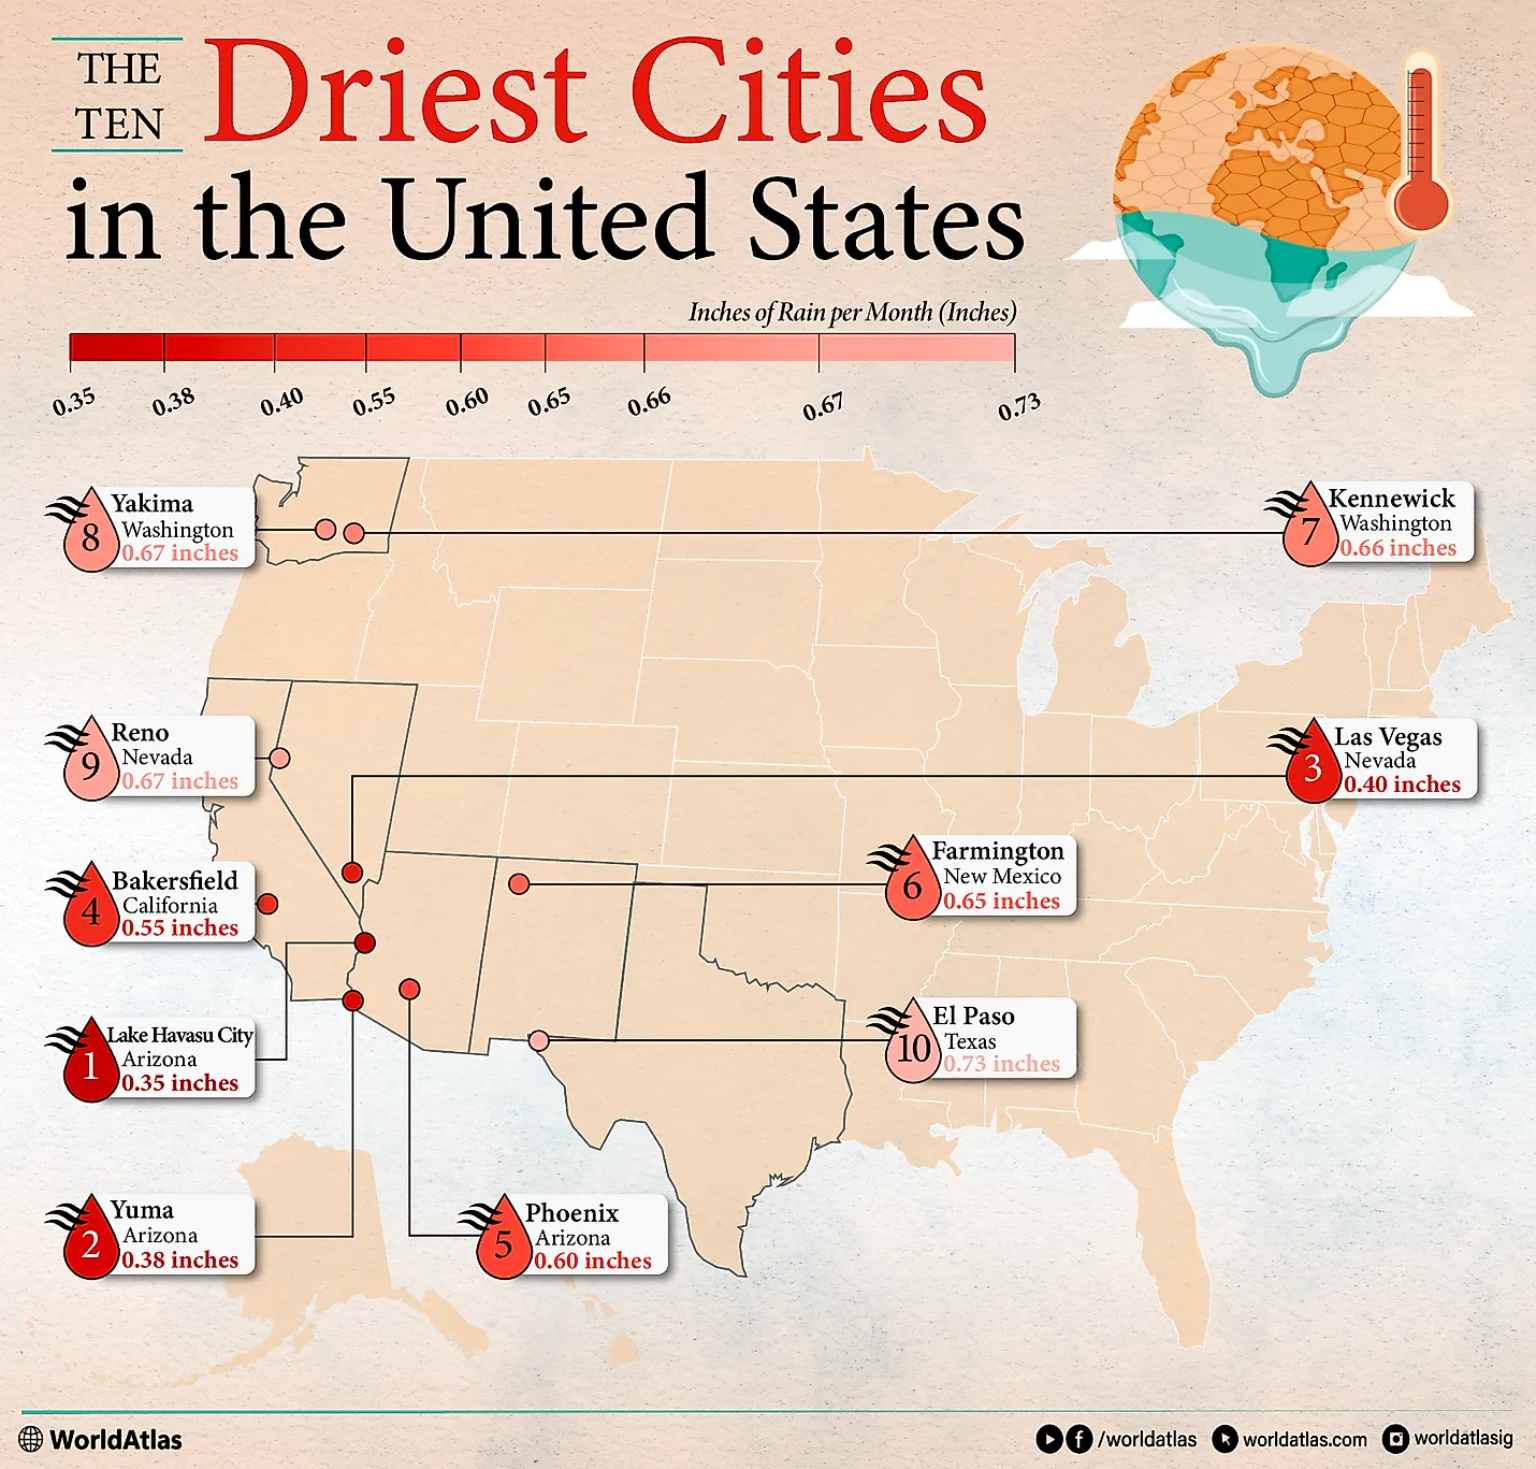 THE
TEN
Driest Cities
in the United States
Inches of Rain per Month (Inches)
0.35 0.38 0.40 0.55 0.60 0.65 0.66 0.67 0.73
8
Yakima
Washington
0.67 inches
7
Kennewick
Washington
0.66 inches
9
Reno
Nevada
0.67 inches
3
Las Vegas
Nevada
0.40 inches
4
Bakersfield
California
0.55 inches
6
Farmington
New Mexico
0.65 inches
1
Lake Havasu City
Arizona
0.35 inches
10
El Paso
Texas
0.73 inches
2
Yuma
Arizona
0.38 inches
5
Phoenix
Arizona
0.60 inches
WorldAtlas
/worldatlas
worldatlas.com
worldatlasig